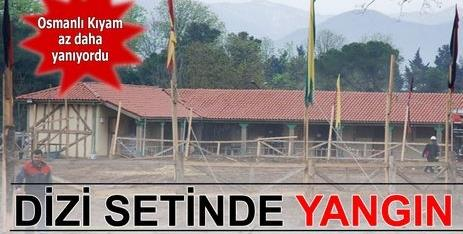 Osmanlı Kıyam
az daha
yanıyordu
DİZİ SETİNDE YANGIN